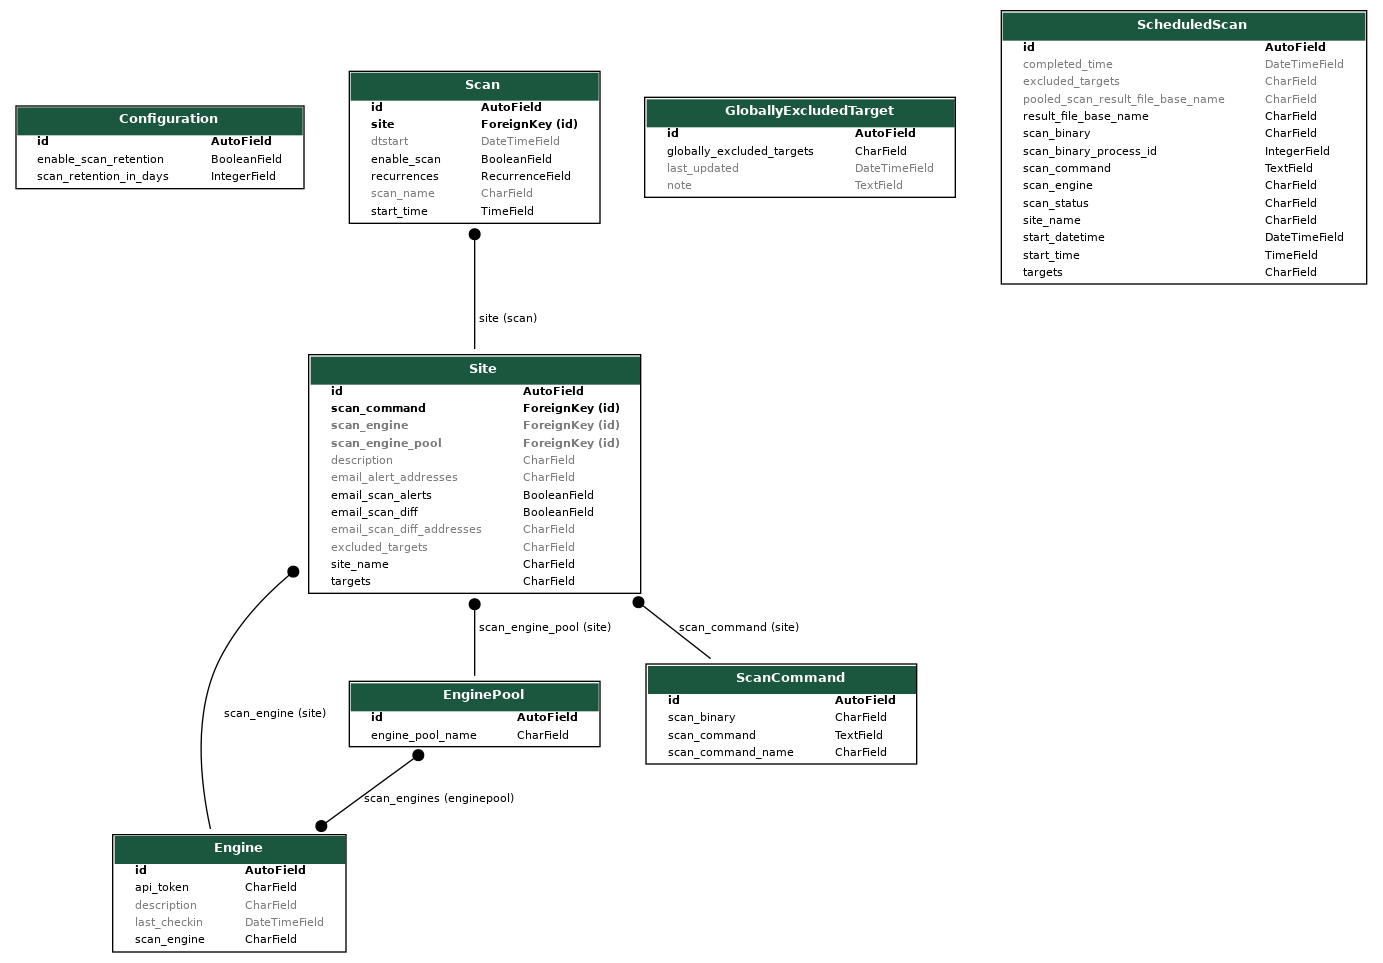 ScheduledScan
id AutoField
completed_time DateTimeField
excluded_targets CharField
pooled_scan_result_file_base_name CharField
result_file_base_name CharField
scan_binary CharField
scan_binary_process_id IntegerField
scan_command TextField
scan_engine CharField
scan_status CharField
site_name CharField
start_datetime DateTimeField
start_time TimeField
targets CharField
Configuration
id AutoField
enable_scan_retention BooleanField
scan_retention_in_days IntegerField
Scan
id AutoField
site ForeignKey (id)
dtstart DateTimeField
enable_scan BooleanField
recurrences RecurrenceField
scan_name CharField
start_time TimeField
GloballyExcludedTarget
id AutoField
globally_excluded_targets CharField
last_updated DateTimeField
note TextField
site (scan)
Site
id AutoField
scan_command ForeignKey (id)
scan_engine ForeignKey (id)
scan_engine_pool ForeignKey (id)
description CharField
email_alert_addresses CharField
email_scan_alerts BooleanField
email_scan_diff BooleanField
email_scan_diff_addresses CharField
excluded_targets CharField
site_name CharField
targets CharField
scan_engine_pool (site)
scan_command (site)
scan_engine (site)
EnginePool
id AutoField
engine_pool_name CharField
ScanCommand
id AutoField
scan_binary CharField
scan_command TextField
scan_command_name CharField
scan_engines (enginepool)
Engine
id AutoField
api_token CharField
description CharField
last_checkin DateTimeField
scan_engine CharField